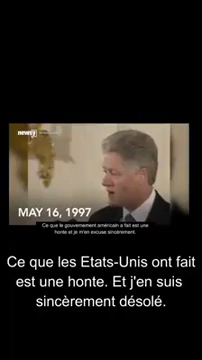 newsy
MAY 16, 1997
Ce que le gouvernement américain a fait est une
honte et je m'en excuse sincèrement.
Ce que les Etats-Unis ont fait
est une honte. Et j'en suis
sincèrement désolé.